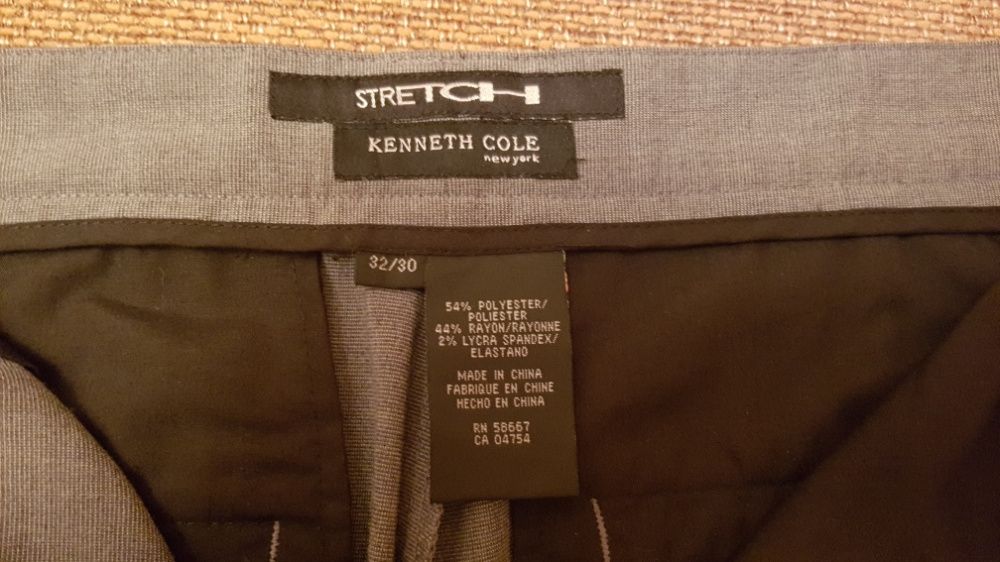 STRETCH
KENNETH COLE
new york
32/30
54% POLYESTER/
POLIESTER
44% RAYON/RAYONNE
2% LYCRA SPANDEX/
ELASTANO
MADE IN CHINA
FABRIQUE EN CHINE
HECHO EN CHINA
RN 58667
CA 04754